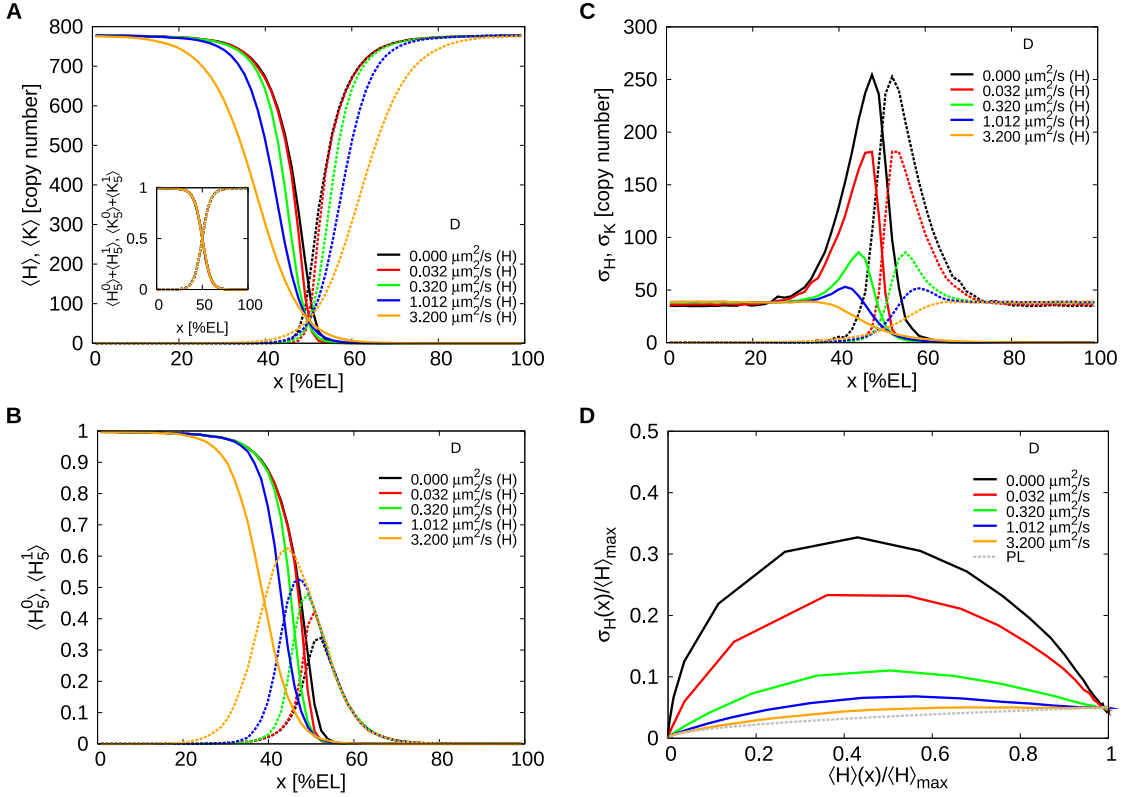 A
800
700
600
500
400
300
200
100
0
0 20 40 60 80 100
x [%EL]
⟨H⟩, ⟨K⟩ [copy number]
D
0.000 μm²/s (H)
0.032 μm²/s (H)
0.320 μm²/s (H)
1.012 μm²/s (H)
3.200 μm²/s (H)
1
0.5
0
0 50 100
x [%EL]
⟨H₅⁰⟩+⟨H₅¹⟩, ⟨K₅⁰⟩+⟨K₅¹⟩
C
300
250
200
150
100
50
0
0 20 40 60 80 100
x [%EL]
σ_H, σ_K [copy number]
D
0.000 μm²/s (H)
0.032 μm²/s (H)
0.320 μm²/s (H)
1.012 μm²/s (H)
3.200 μm²/s (H)
B
1
0.9
0.8
0.7
0.6
0.5
0.4
0.3
0.2
0.1
0
0 20 40 60 80 100
x [%EL]
⟨H₅⁰⟩, ⟨H₅¹⟩
D
0.000 μm²/s (H)
0.032 μm²/s (H)
0.320 μm²/s (H)
1.012 μm²/s (H)
3.200 μm²/s (H)
D
0.5
0.4
0.3
0.2
0.1
0
0 0.2 0.4 0.6 0.8 1
⟨H⟩(x)/⟨H⟩max
σ_H(x)/⟨H⟩max
D
0.000 μm²/s
0.032 μm²/s
0.320 μm²/s
1.012 μm²/s
3.200 μm²/s
PL